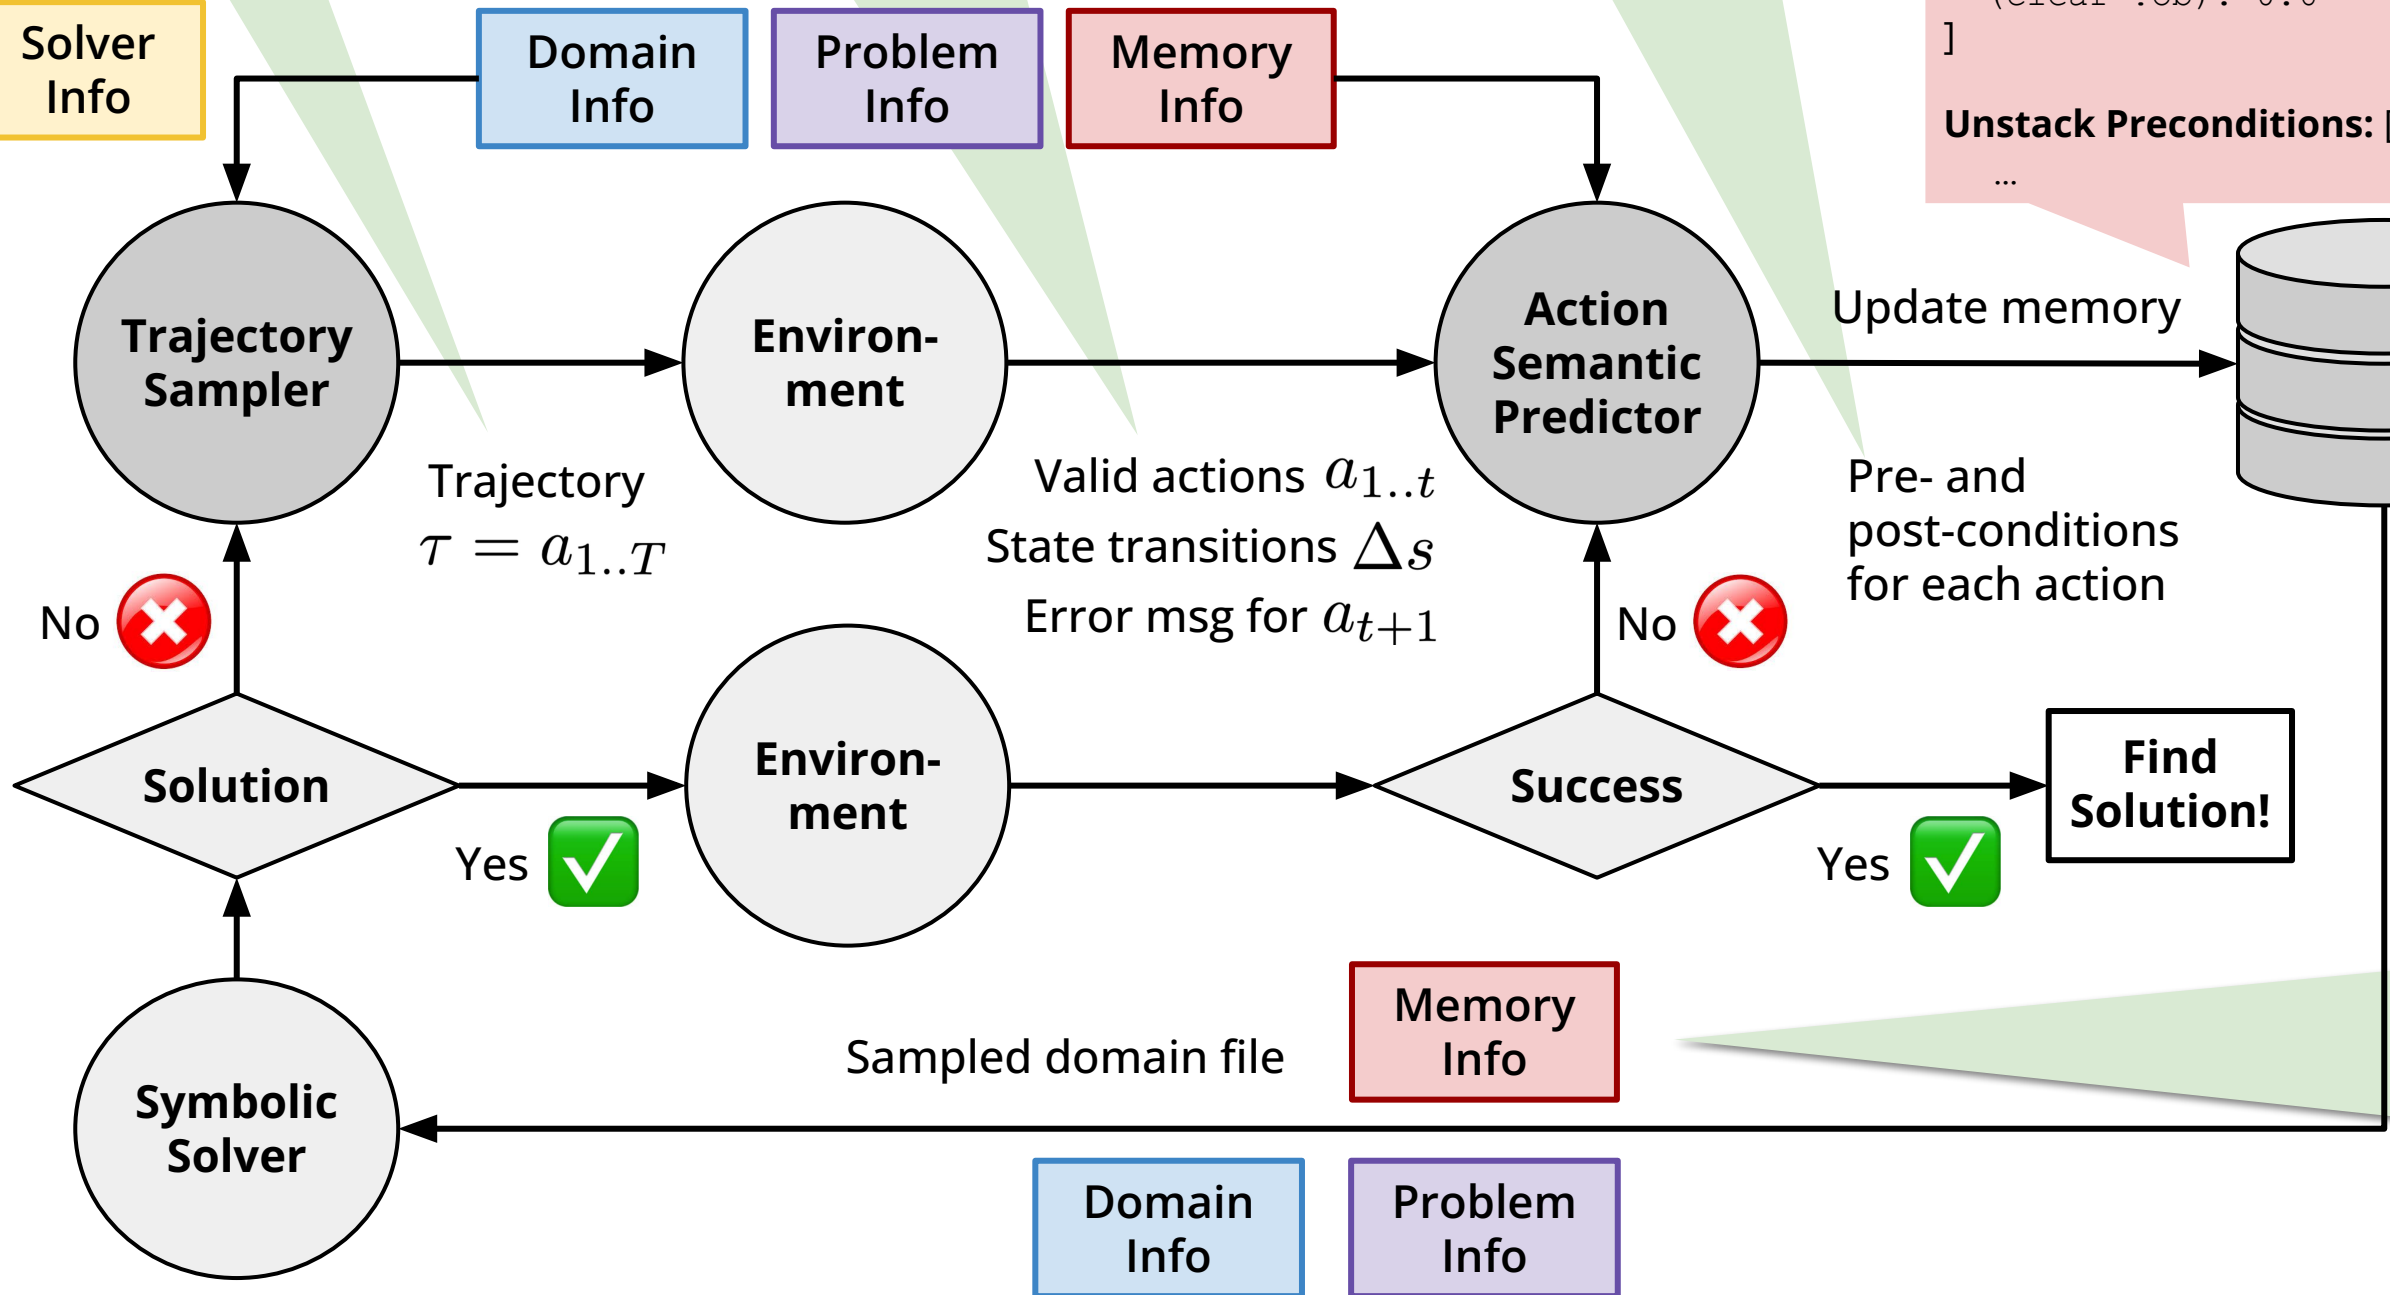 Solver
Info
Domain
Info
Problem
Info
Memory
Info
]
Unstack Preconditions: [
...
Trajectory
Sampler
Environ-
ment
Action
Semantic
Predictor
Update memory
Trajectory
τ = a₁..T
Valid actions a₁..t
State transitions Δs
Error msg for aₜ₊₁
Pre- and
post-conditions
for each action
No
No
Solution
Yes
Environ-
ment
Success
Yes
Find
Solution!
Symbolic
Solver
Sampled domain file
Memory
Info
Domain
Info
Problem
Info